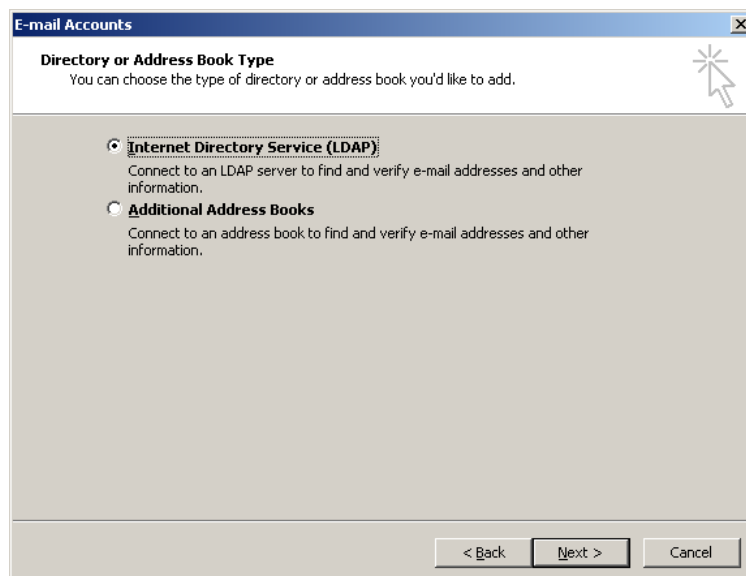 E-mail Accounts
Directory or Address Book Type
You can choose the type of directory or address book you'd like to add.
Internet Directory Service (LDAP)
Connect to an LDAP server to find and verify e-mail addresses and other
information.
Additional Address Books
Connect to an address book to find and verify e-mail addresses and other
information.
< Back Next > Cancel